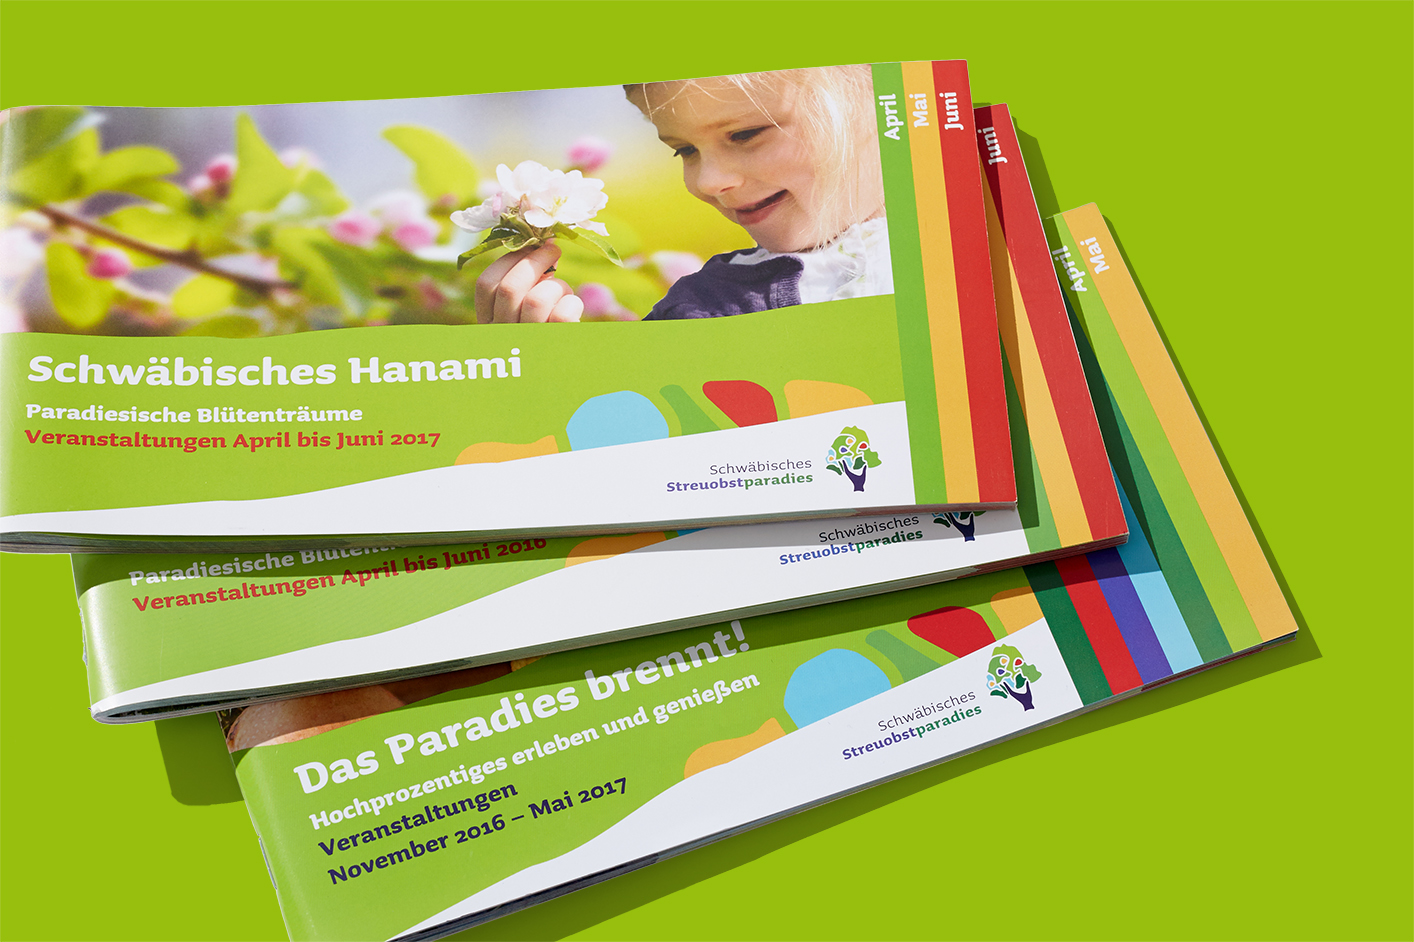 April
Mai
Juni
Schwäbisches Hanami
Paradiesische Blütenträume
Veranstaltungen April bis Juni 2017
Schwäbisches
Streuobstparadies
Juni
Paradiesische
Veranstaltungen April bis Juni 2016
Schwäbisches
Streuobstparadies
April
Mai
Das Paradies brennt!
Hochprozentiges erleben und genießen
Veranstaltungen
November 2016 – Mai 2017
Schwäbisches
Streuobstparadies